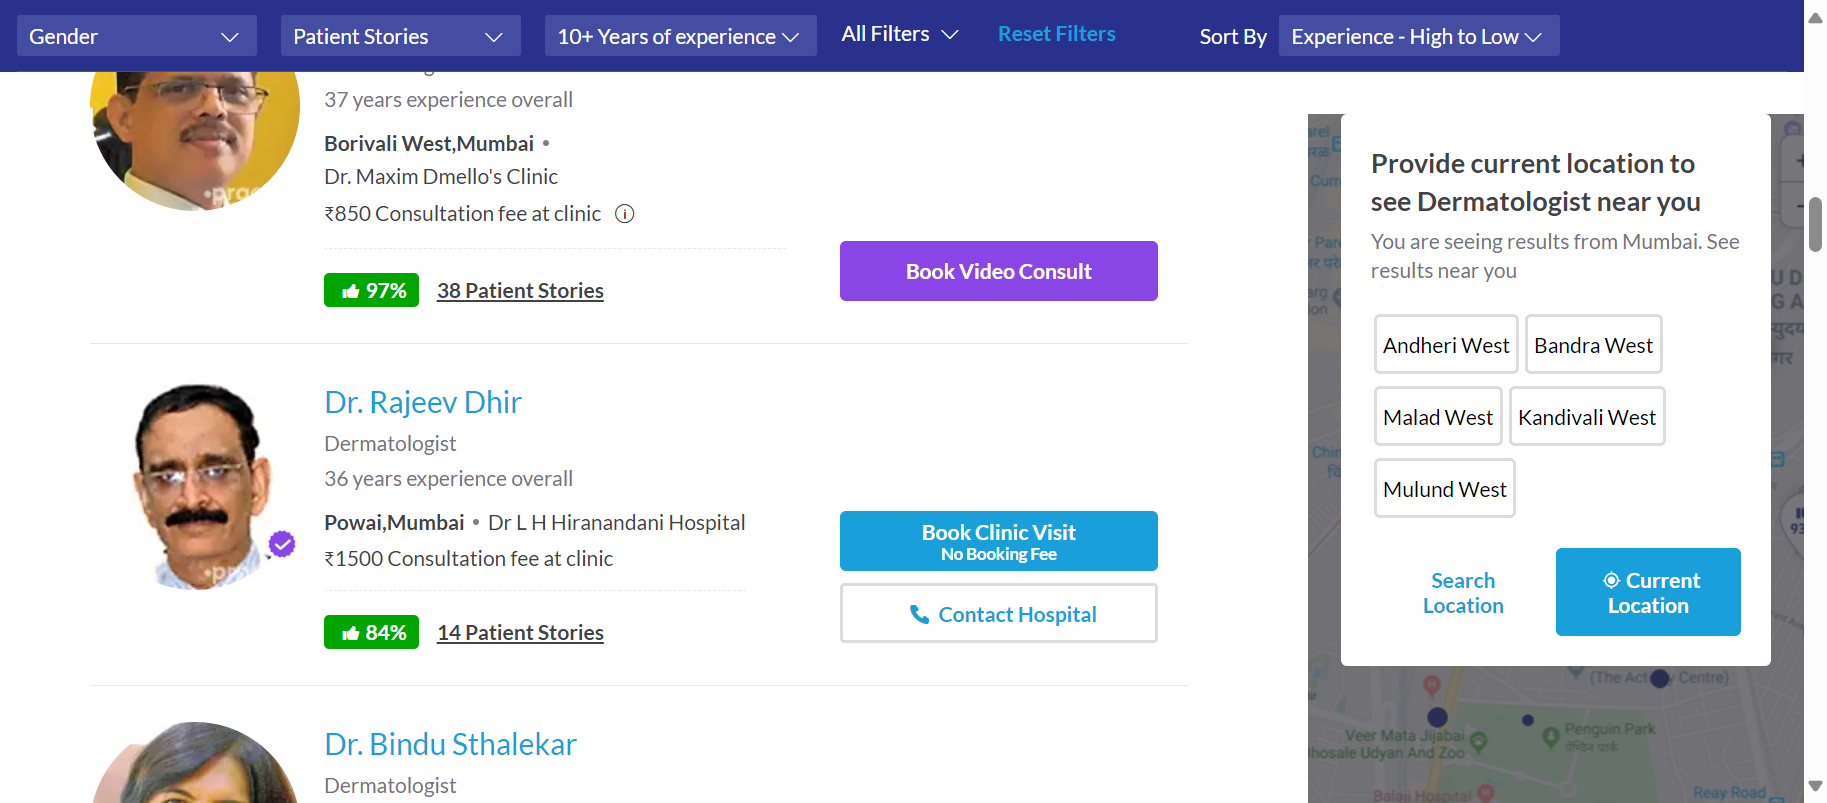 Gender
Patient Stories
10+ Years of experience
All Filters
Reset Filters
Sort By
Experience - High to Low
37 years experience overall
Borivali West,Mumbai •
Dr. Maxim Dmello's Clinic
₹850 Consultation fee at clinic
97%
38 Patient Stories
Book Video Consult
Dr. Rajeev Dhir
Dermatologist
36 years experience overall
Powai,Mumbai • Dr L H Hiranandani Hospital
₹1500 Consultation fee at clinic
84%
14 Patient Stories
Book Clinic Visit
No Booking Fee
Contact Hospital
Dr. Bindu Sthalekar
Dermatologist
Provide current location to
see Dermatologist near you
You are seeing results from Mumbai. See
results near you
Andheri West
Bandra West
Malad West
Kandivali West
Mulund West
Search
Location
Current
Location
Centre)
Penguin Park
पेंग्विन पार्क
Veer Mata Jijabai
Bhosale Udyan And Zoo
Balaji Hospital
Reay Road